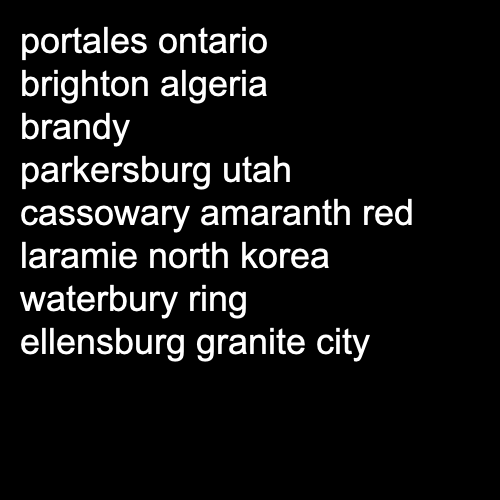 portales ontario
brighton algeria
brandy
parkersburg utah
cassowary amaranth red
laramie north korea
waterbury ring
ellensburg granite city